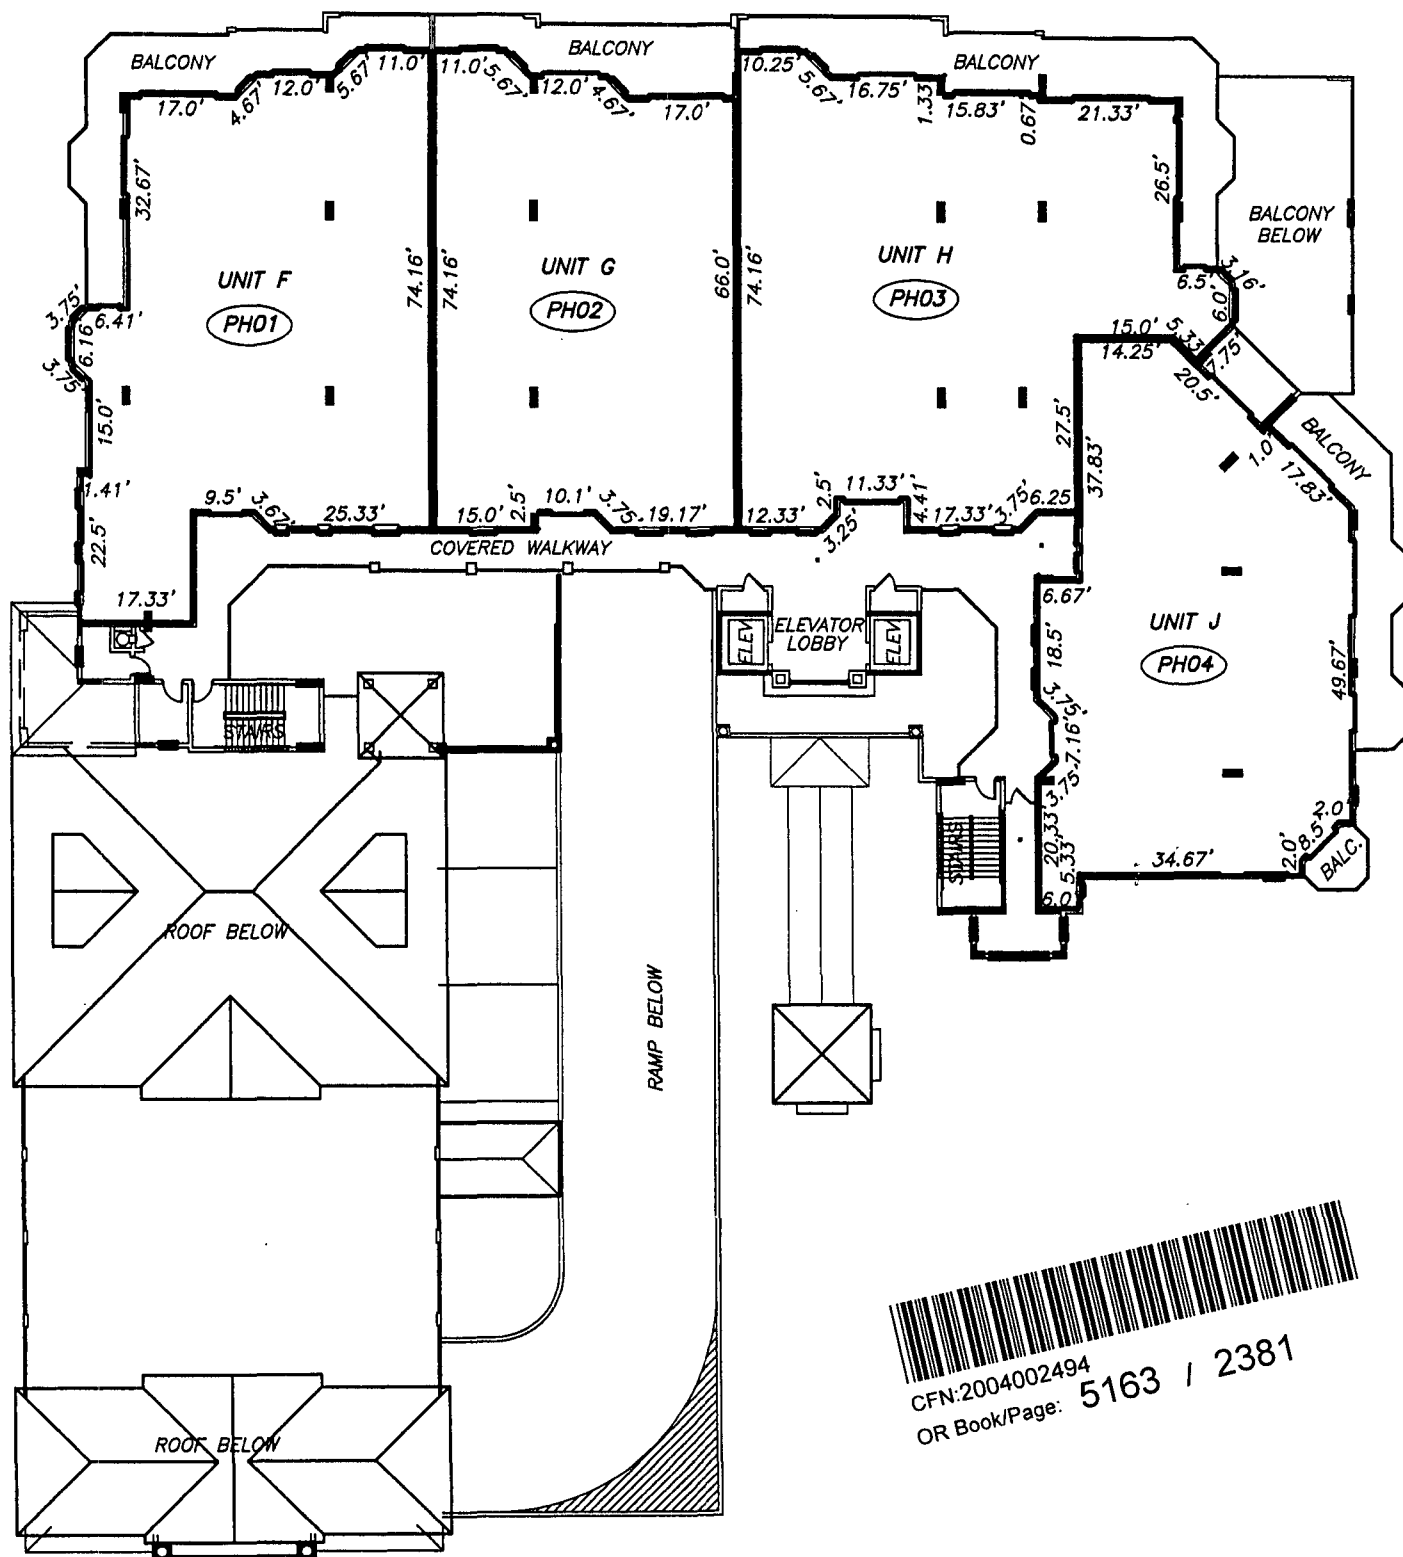 BALCONY
BALCONY
BALCONY
17.0'
4.67'
12.0'
5.67'
11.0'
11.0'
5.67'
12.0'
4.67'
17.0'
10.25'
5.67'
16.75'
1.33'
15.83'
0.67'
21.33'
32.67'
26.5'
BALCONY
BELOW
UNIT F
PH01
74.16'
74.16'
UNIT G
PH02
66.0'
74.16'
UNIT H
PH03
6.5'
3.16'
6.0'
3.75'
6.41'
6.16'
3.75'
15.0'
14.25'
5.33'
7.75'
20.5'
15.0'
1.41'
22.5'
27.5'
37.83'
BALCONY
1.0'
17.83'
9.5'
3.67'
25.33'
15.0'
2.5'
10.1'
3.75'
19.17'
12.33'
2.5'
3.25'
11.33'
4.41'
17.33'
3.75'
6.25
COVERED WALKWAY
17.33'
6.67'
ELEV
ELEVATOR
LOBBY
ELEV
18.5'
UNIT J
PH04
49.67'
3.75'
7.16'
3.75'
STAIRS
STAIRS
20.33'
5.33'
6.0'
34.67'
2.0'
8.5'
2.0'
BALC.
ROOF BELOW
RAMP BELOW
ROOF BELOW
CFN:2004002494
OR Book/Page: 5163 / 2381